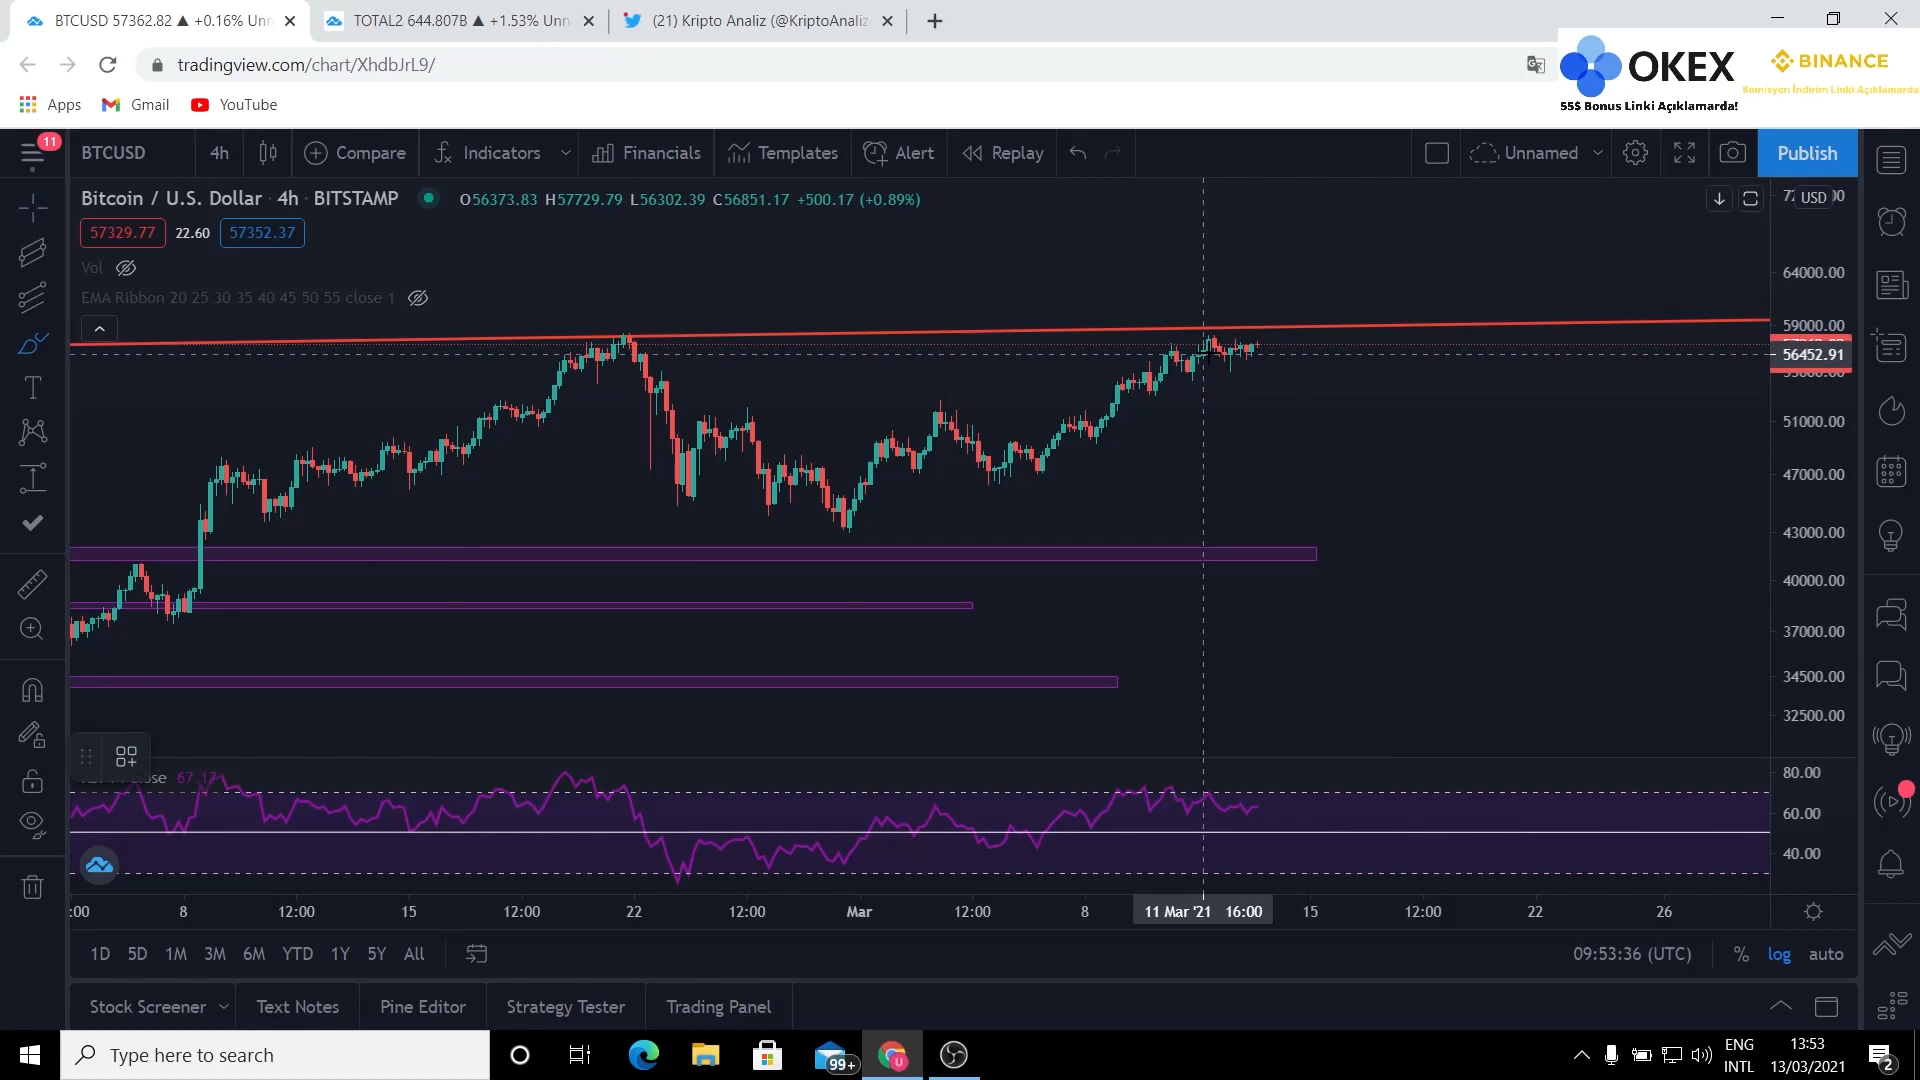 BTCUSD 57362.82 ▲ +0.16% Unn
TOTAL2 644.807B ▲ +1.53% Unn
(21) Kripto Analiz (@KriptoAnaliz
tradingview.com/chart/XhdbJrL9/
OKEX
BINANCE
Komisyon İndirim Linki Açıklamarda
55$ Bonus Linki Açıklamarda!
Apps Gmail YouTube
11
BTCUSD 4h Compare Indicators Financials Templates Alert Replay Unnamed Publish
Bitcoin / U.S. Dollar · 4h · BITSTAMP O56373.83 H57729.79 L56302.39 C56851.17 +500.17 (+0.89%)
USD
57329.77 22.60 57352.37
Vol
EMA Ribbon 20 25 30 35 40 45 50 55 close 1
64000.00
59000.00
56452.91
51000.00
47000.00
43000.00
40000.00
37000.00
34500.00
32500.00
close 67.17
80.00
60.00
40.00
:00 8 12:00 15 12:00 22 12:00 Mar 12:00 8 11 Mar '21 16:00 15 12:00 22 26
1D 5D 1M 3M 6M YTD 1Y 5Y All 09:53:36 (UTC) % log auto
Stock Screener Text Notes Pine Editor Strategy Tester Trading Panel
Type here to search
99+
ENG
INTL
13:53
13/03/2021
2